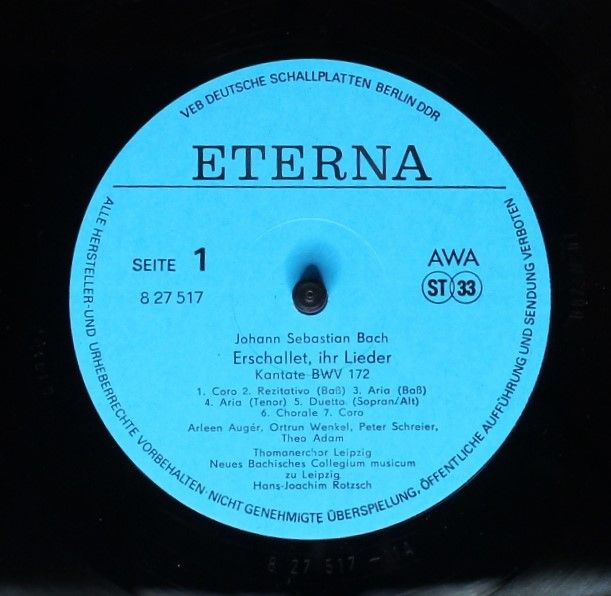 VEB DEUTSCHE SCHALLPLATTEN BERLIN DDR
ETERNA
SEITE 1
8 27 517
AWA
ST 33
Johann Sebastian Bach
Erschallet, ihr Lieder
Kantate BWV 172
1. Coro 2. Rezitativo (Baß) 3. Aria (Baß)
4. Aria (Tenor) 5. Duetto (Sopran/Alt)
6. Chorale 7. Coro
Arleen Augér, Ortrun Wenkel, Peter Schreier,
Theo Adam
Thomanerchor Leipzig
Neues Bachisches Collegium musicum
zu Leipzig
Hans-Joachim Rotzsch
ALLE HERSTELLER-UND URHEBERRECHTE VORBEHALTEN·NICHT GENEHMIGTE ÜBERSPIELUNG, ÖFFENTLICHE AUFFÜHRUNG UND SENDUNG VERBOTEN
8 27 517